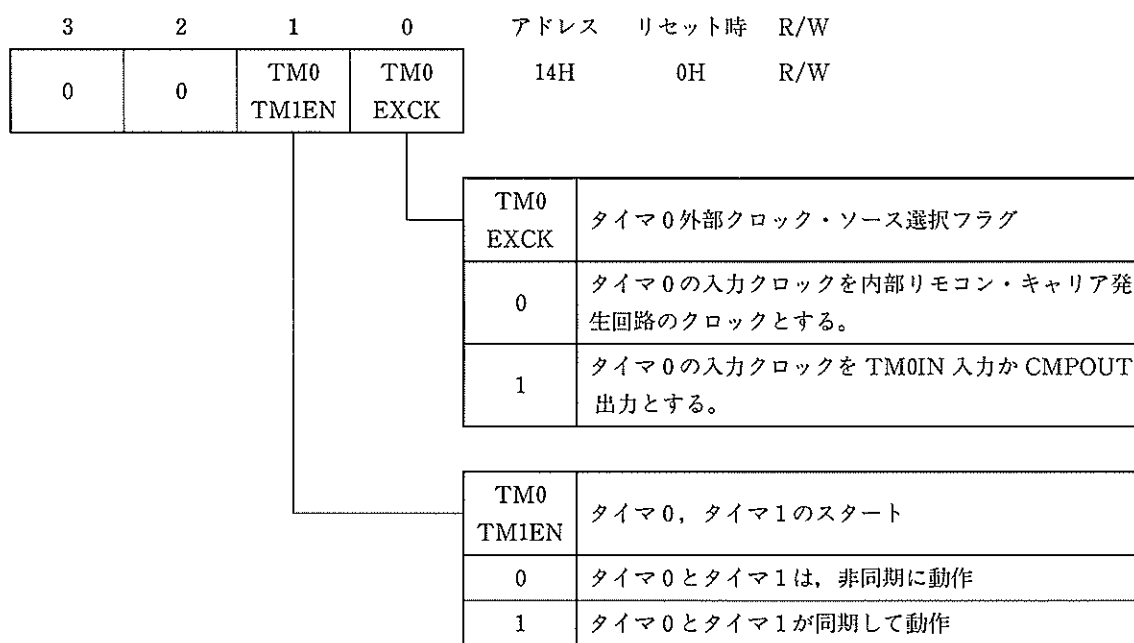 3 2 1 0 アドレス リセット時 R/W
0 0 TM0 TM1EN TM0 EXCK 14H 0H R/W
TM0 EXCK タイマ0外部クロック・ソース選択フラグ
0 タイマ0の入力クロックを内部リモコン・キャリア発
生回路のクロックとする。
1 タイマ0の入力クロックを TM0IN 入力か CMPOUT
出力とする。
TM0 TM1EN タイマ0，タイマ1のスタート
0 タイマ0とタイマ1は，非同期に動作
1 タイマ0とタイマ1が同期して動作